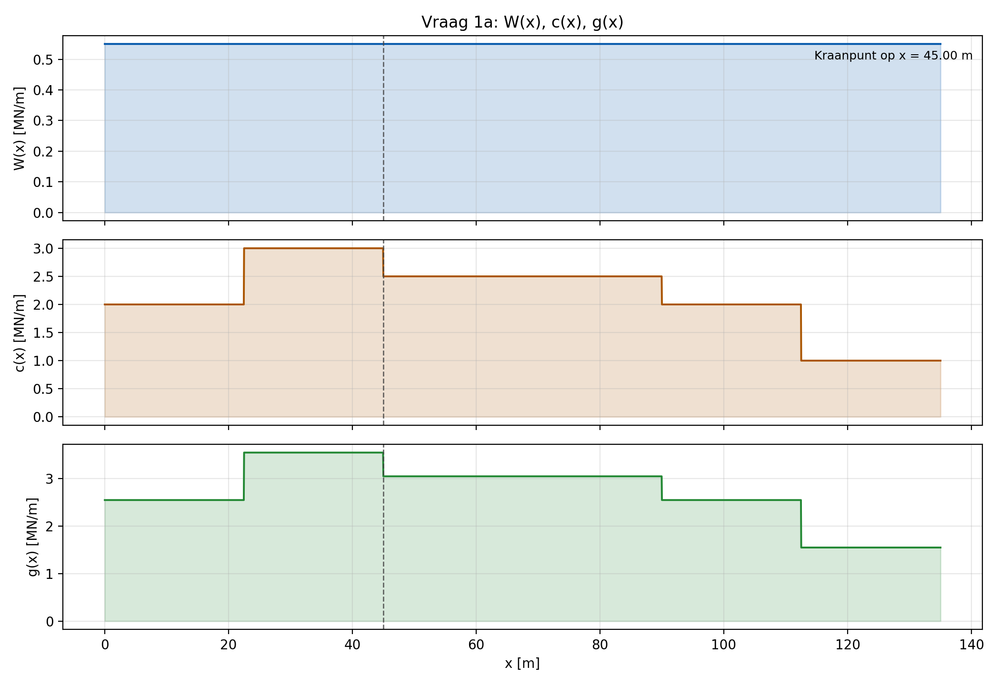 Vraag 1a: W(x), c(x), g(x)
W(x) [MN/m]
0.5
0.4
0.3
0.2
0.1
0.0
Kraanpunt op x = 45.00 m
c(x) [MN/m]
3.0
2.5
2.0
1.5
1.0
0.5
0.0
g(x) [MN/m]
3
2
1
0
0 20 40 60 80 100 120 140
x [m]